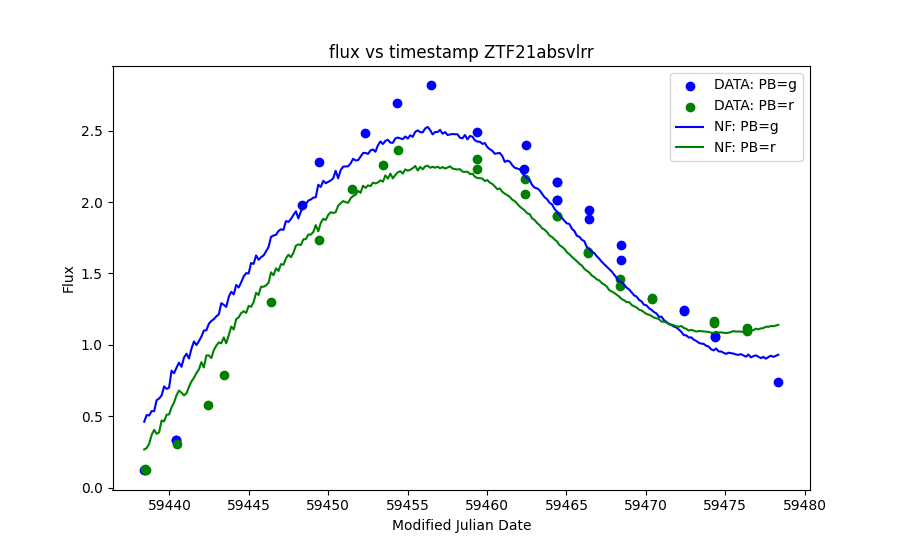 flux vs timestamp ZTF21absvlrr
DATA: PB=g
DATA: PB=r
NF: PB=g
NF: PB=r
Flux
2.5
2.0
1.5
1.0
0.5
0.0
59440 59445 59450 59455 59460 59465 59470 59475 59480
Modified Julian Date